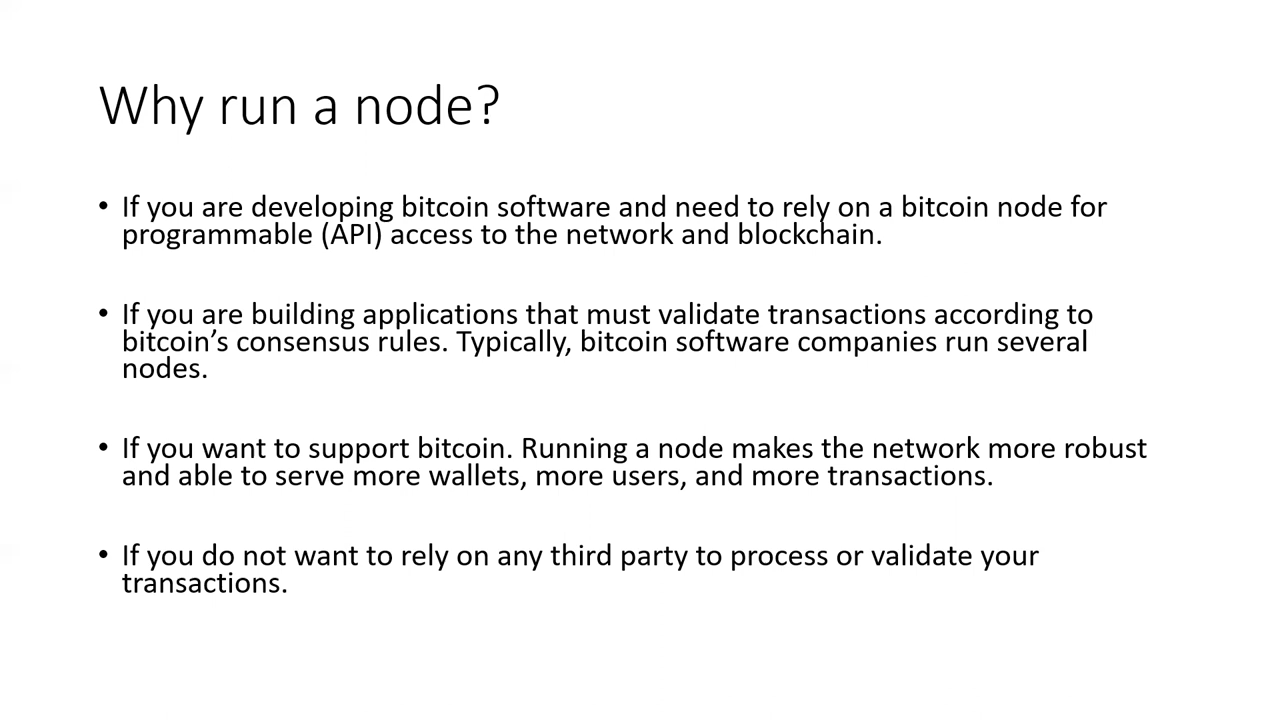 Why run a node?
• If you are developing bitcoin software and need to rely on a bitcoin node for
programmable (API) access to the network and blockchain.
• If you are building applications that must validate transactions according to
bitcoin’s consensus rules. Typically, bitcoin software companies run several
nodes.
• If you want to support bitcoin. Running a node makes the network more robust
and able to serve more wallets, more users, and more transactions.
• If you do not want to rely on any third party to process or validate your
transactions.